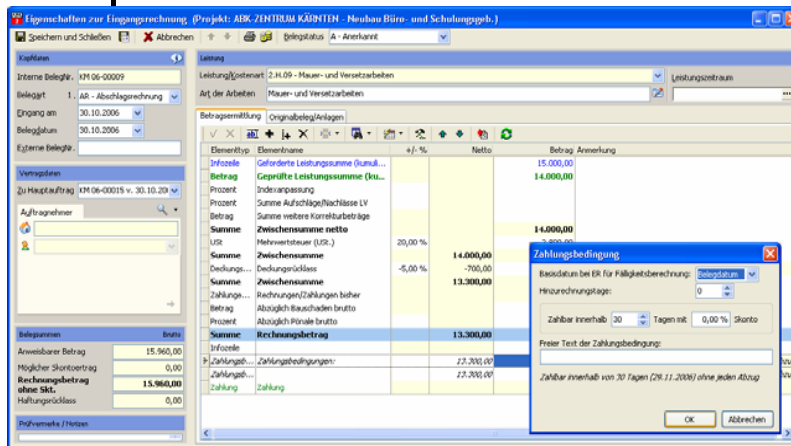 Eigenschaften zur Eingangsrechnung (Projekt: ABK-ZENTRUM KÄRNTEN - Neubau Büro- und Schulungsgeb.)
Speichern und Schließen Abbrechen Belegstatus A - Anerkannt
Kopfdaten
Interne BelegNr. KM 06-00009
Belegart 1. AR - Abschlagsrechnung
Eingang am 30.10.2006
Belegdatum 30.10.2006
Externe BelegNr.
Vertragsdaten
Zu Hauptauftrag KM 06-00015 v. 30.10.20
Auftragnehmer
Belegsummen Brutto
Anweisbarer Betrag 15.960,00
Möglicher Skontoertrag 0,00
Rechnungsbetrag ohne Skt. 15.960,00
Haftungsrücklass 0,00
Prüfvermerke / Notizen
Leistung
Leistung/Kostenart 2.H.09 - Mauer- und Versetzarbeiten
Leistungszeitraum
Art der Arbeiten Mauer- und Versetzarbeiten
Betragsermittlung Originalbeleg/Anlagen
Elementtyp Elementname +/- % Netto Betrag Anmerkung
Infozeile Geforderte Leistungssumme (kumuli... 15.000,00
Betrag Geprüfte Leistungssumme (ku... 14.000,00
Prozent Indexanpassung
Prozent Summe Aufschläge/Nachlässe LV
Betrag Summe weitere Korrekturbeträge
Summe Zwischensumme netto 14.000,00
USt Mehrwertsteuer (USt.) 20,00 % 2.800,00
Summe Zwischensumme 14.000,00
Deckungs... Deckungsrücklass -5,00 % -700,00
Summe Zwischensumme 13.300,00
Zahlunge... Rechnungen/Zahlungen bisher
Betrag Abzüglich Bauschaden brutto
Prozent Abzüglich Pönale brutto
Summe Rechnungsbetrag 13.300,00
Infozeile
Zahlungsb... Zahlungsbedingungen: 13.300,00
Zahlungsb... 13.300,00
Zahlung Zahlung
Zahlungsbedingung
Basisdatum bei ER für Fälligkeitsberechnung: Belegdatum
Hinzurechnungstage: 0
Zahlbar innerhalb 30 Tagen mit 0,00 % Skonto
Freier Text der Zahlungsbedingung:
Zahlbar innerhalb von 30 Tagen (29.11.2006) ohne jeden Abzug
OK Abbrechen